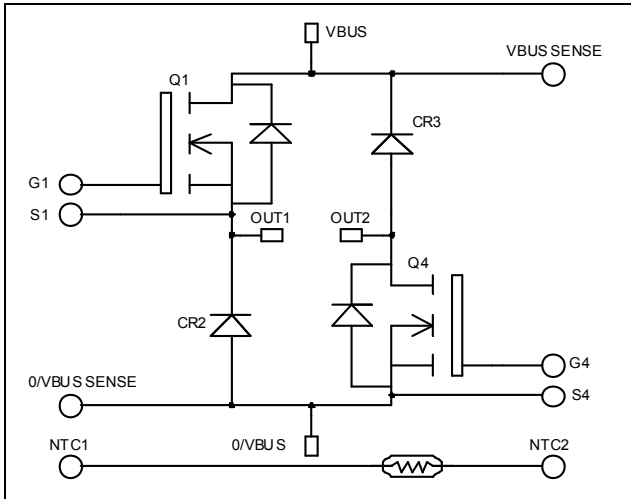 VBUS
VBUS SENSE
Q1
CR3
G1
S1
OUT1
OUT2
Q4
CR2
G4
0/VBUS SENSE
S4
NTC1
0/VBUS
NTC2